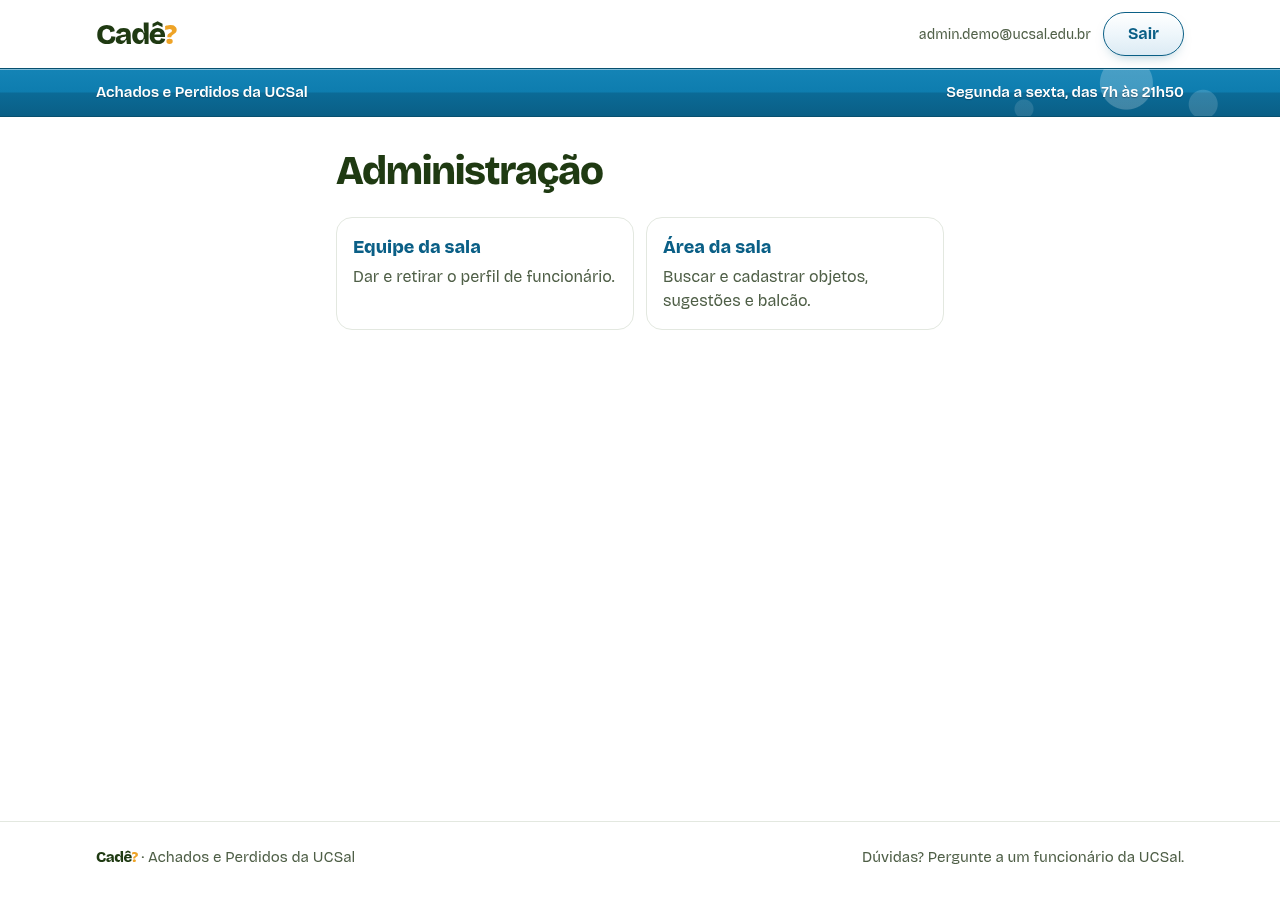 Cadê?
admin.demo@ucsal.edu.br
Sair
Achados e Perdidos da UCSal
Segunda a sexta, das 7h às 21h50
Administração
Equipe da sala
Dar e retirar o perfil de funcionário.
Área da sala
Buscar e cadastrar objetos,
sugestões e balcão.
Cadê? · Achados e Perdidos da UCSal
Dúvidas? Pergunte a um funcionário da UCSal.